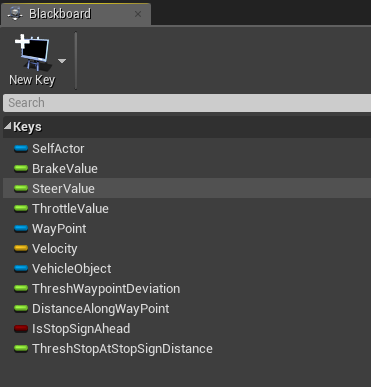 Blackboard
New Key
Search
Keys
SelfActor
BrakeValue
SteerValue
ThrottleValue
WayPoint
Velocity
VehicleObject
ThreshWaypointDeviation
DistanceAlongWayPoint
IsStopSignAhead
ThreshStopAtStopSignDistance